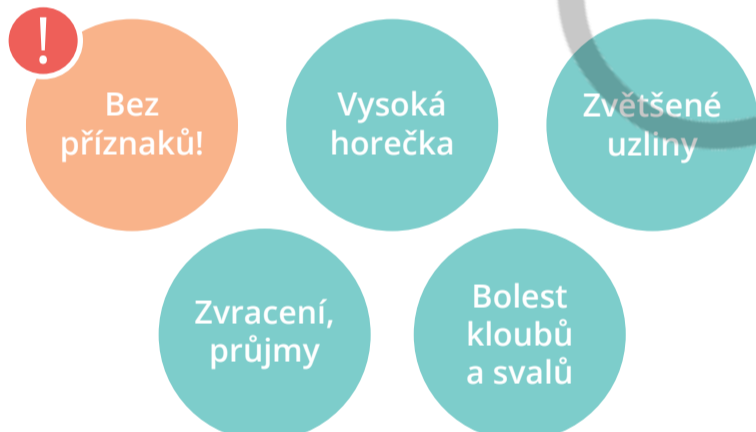 !
Bez
příznaků!
Vysoká
horečka
Zvětšené
uzliny
Zvracení,
průjmy
Bolest
kloubů
a svalů